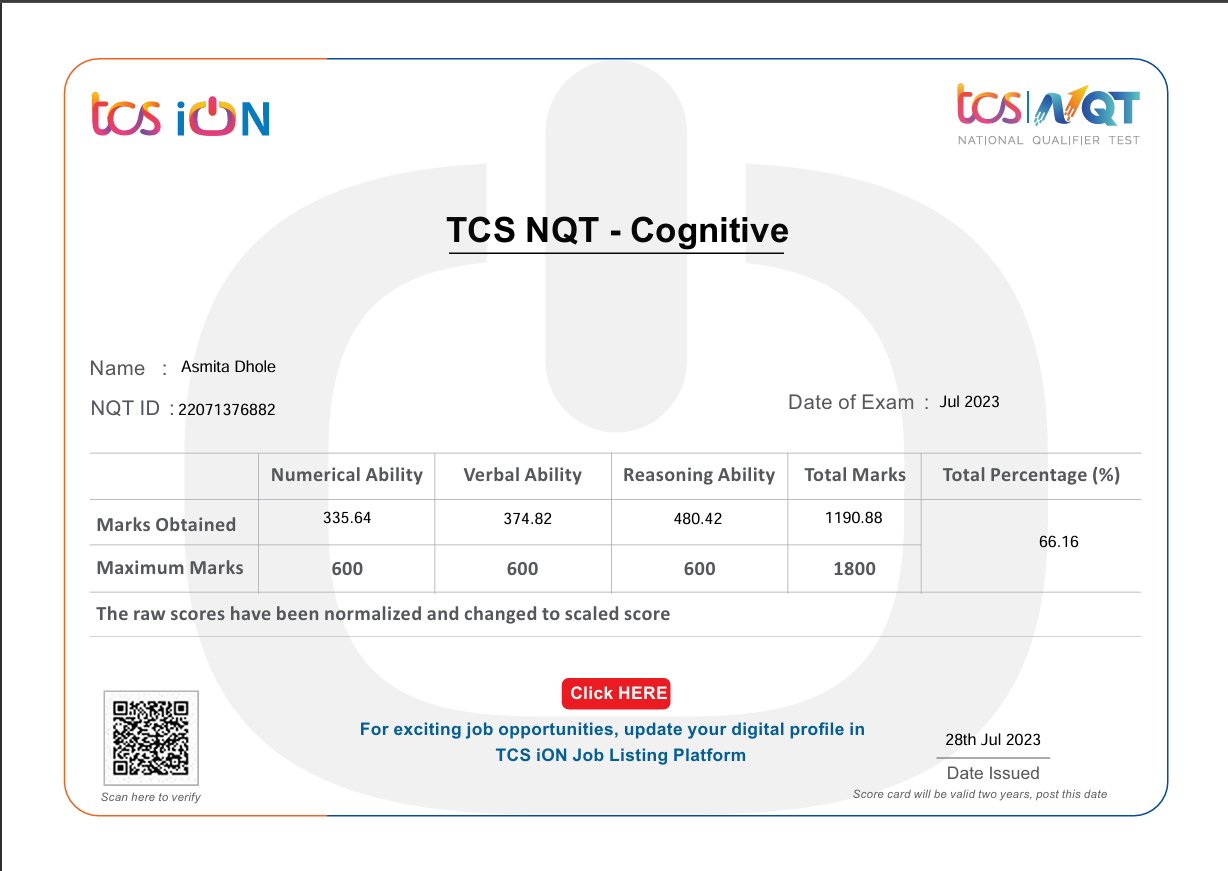 tcs iON
tcs | NQT
NATIONAL QUALIFIER TEST
TCS NQT - Cognitive
Name : Asmita Dhole
NQT ID : 22071376882
Date of Exam : Jul 2023
Numerical Ability Verbal Ability Reasoning Ability Total Marks Total Percentage (%)
Marks Obtained 335.64 374.82 480.42 1190.88 66.16
Maximum Marks 600 600 600 1800
The raw scores have been normalized and changed to scaled score
Click HERE
For exciting job opportunities, update your digital profile in
TCS iON Job Listing Platform
Scan here to verify
28th Jul 2023
Date Issued
Score card will be valid two years, post this date